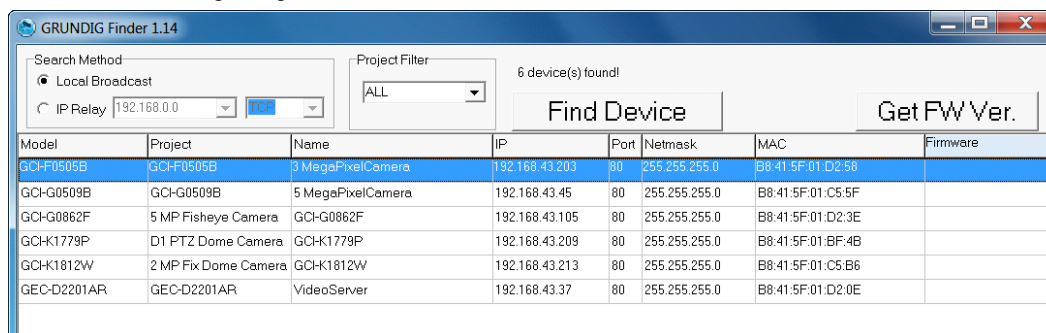 GRUNDIG Finder 1.14
Search Method
Local Broadcast
IP Relay 192.168.0.0 TCP
Project Filter
ALL
6 device(s) found!
Find Device
Get FW Ver.
Model Project Name IP Port Netmask MAC Firmware
GCI-F0505B GCI-F0505B 3 MegaPixelCamera 192.168.43.203 80 255.255.255.0 B8:41:5F:01:D2:58
GCI-G0509B GCI-G0509B 5 MegaPixelCamera 192.168.43.45 80 255.255.255.0 B8:41:5F:01:C5:5F
GCI-G0862F 5 MP Fisheye Camera GCI-G0862F 192.168.43.105 80 255.255.255.0 B8:41:5F:01:D2:3E
GCI-K1779P D1 PTZ Dome Camera GCI-K1779P 192.168.43.209 80 255.255.255.0 B8:41:5F:01:BF:4B
GCI-K1812W 2 MP Fix Dome Camera GCI-K1812W 192.168.43.213 80 255.255.255.0 B8:41:5F:01:C5:B6
GEC-D2201AR GEC-D2201AR VideoServer 192.168.43.37 80 255.255.255.0 B8:41:5F:01:D2:0E